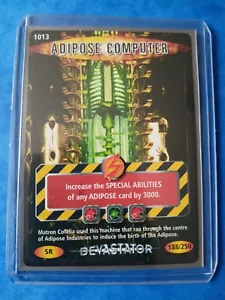 1013
ADIPOSE COMPUTER
Increase the SPECIAL ABILITIES
of any ADIPOSE card by 3000.
Matron Cofelia used this machine that ran through the centre
of Adipose Industries to induce the birth of the Adipose.
SR
DEVASTATOR
188/250